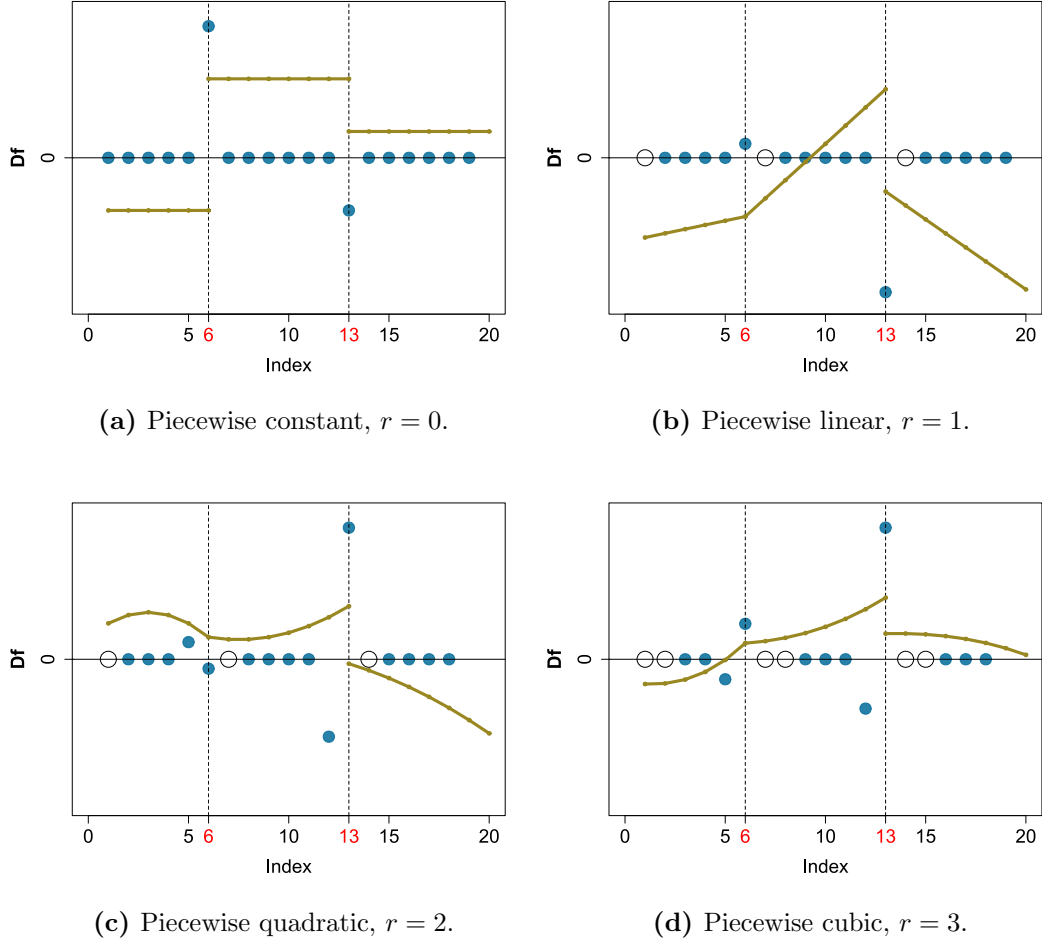 Df
0
0 5 6 10 13 15 20
Index
(a) Piecewise constant, r = 0.
Df
0
0 5 6 10 13 15 20
Index
(b) Piecewise linear, r = 1.
Df
0
0 5 6 10 13 15 20
Index
(c) Piecewise quadratic, r = 2.
Df
0
0 5 6 10 13 15 20
Index
(d) Piecewise cubic, r = 3.